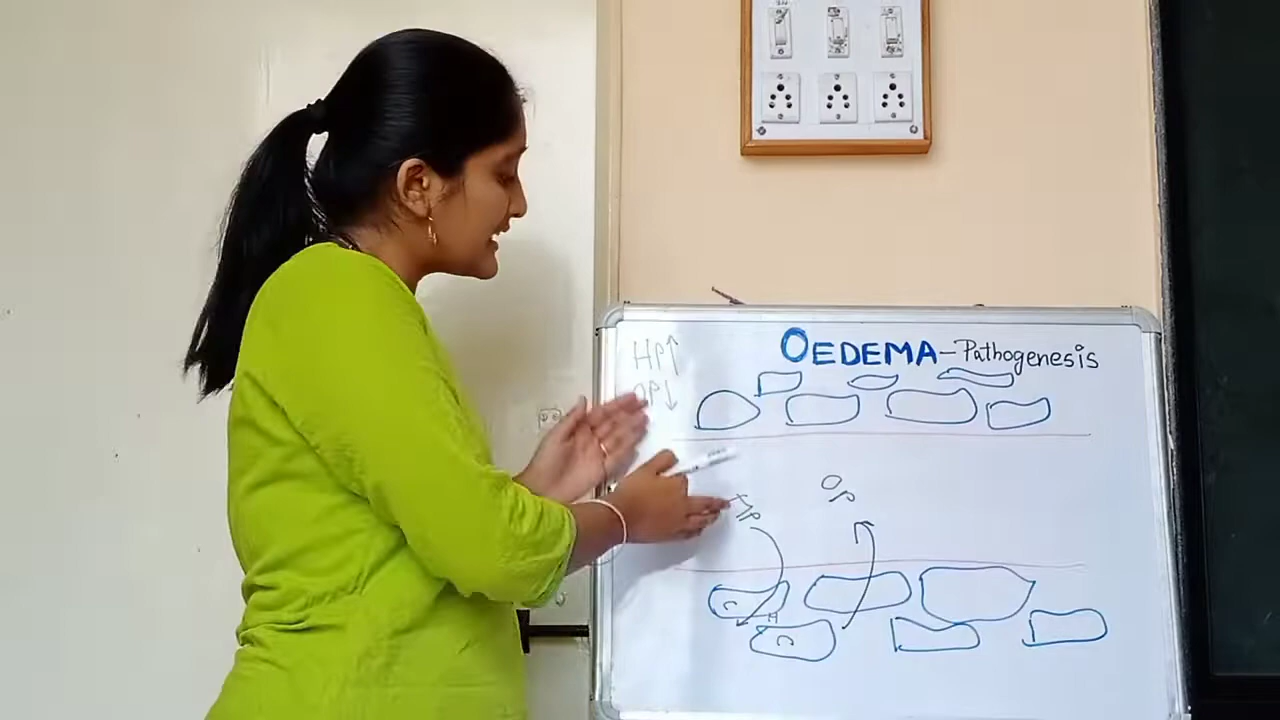 OEDEMA - Pathogenesis
HP↑
OP↓
OP
HP
C
H
C